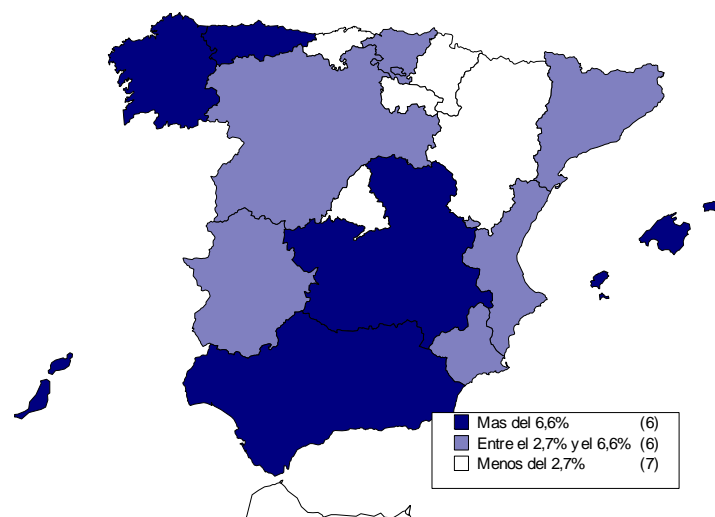 Mas del 6,6% (6)
Entre el 2,7% y el 6,6% (6)
Menos del 2,7% (7)